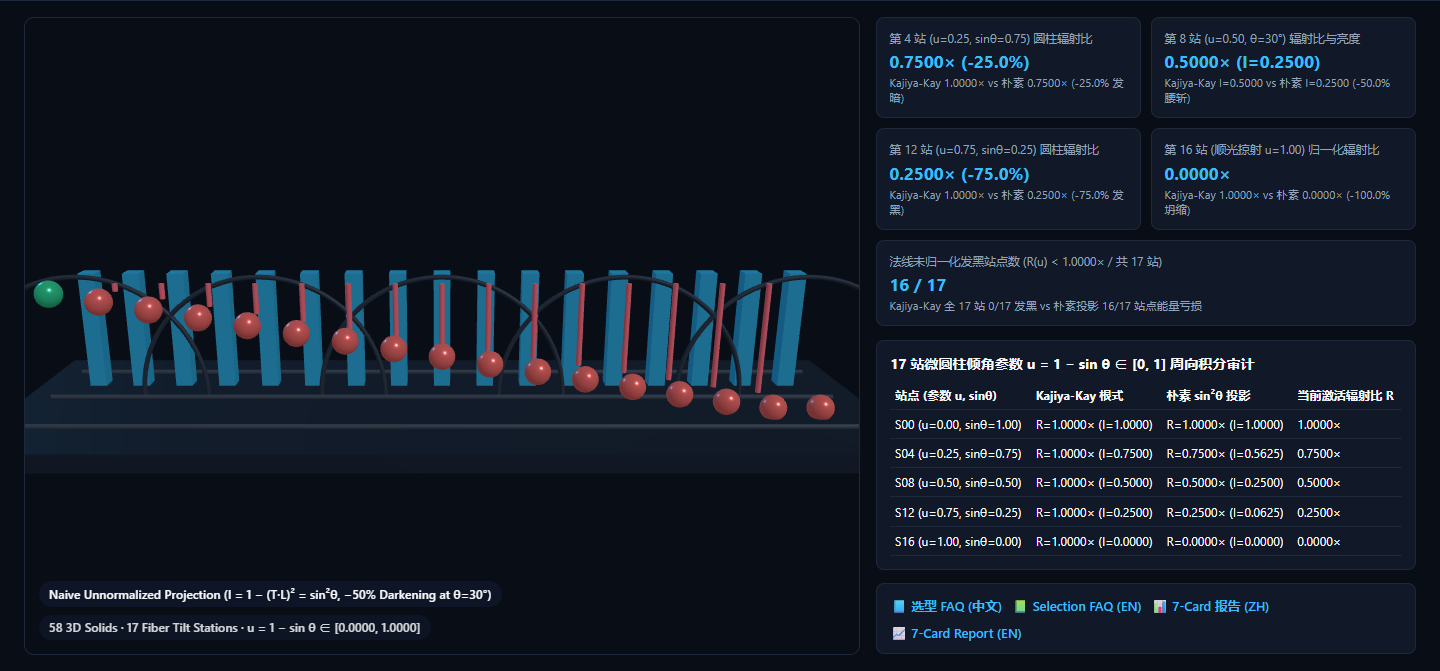 第 4 站 (u=0.25, sinθ=0.75) 圆柱辐射比
0.7500× (-25.0%)
Kajiya-Kay 1.0000× vs 朴素 0.7500× (-25.0% 发
暗)
第 8 站 (u=0.50, θ=30°) 辐射比与亮度
0.5000× (I=0.2500)
Kajiya-Kay I=0.5000 vs 朴素 I=0.2500 (-50.0%
腰斩)
第 12 站 (u=0.75, sinθ=0.25) 圆柱辐射比
0.2500× (-75.0%)
Kajiya-Kay 1.0000× vs 朴素 0.2500× (-75.0% 发
黑)
第 16 站 (顺光掠射 u=1.00) 归一化辐射比
0.0000×
Kajiya-Kay 1.0000× vs 朴素 0.0000× (-100.0%
坍缩)
法线未归一化发黑站点数 (R(u) < 1.0000× / 共 17 站)
16 / 17
Kajiya-Kay 全 17 站 0/17 发黑 vs 朴素投影 16/17 站点能量亏损
17 站微圆柱倾角参数 u = 1 − sin θ ∈ [0, 1] 周向积分审计
站点 (参数 u, sinθ) Kajiya-Kay 根式 朴素 sin²θ 投影 当前激活辐射比 R
S00 (u=0.00, sinθ=1.00) R=1.0000× (I=1.0000) R=1.0000× (I=1.0000) 1.0000×
S04 (u=0.25, sinθ=0.75) R=1.0000× (I=0.7500) R=0.7500× (I=0.5625) 0.7500×
S08 (u=0.50, sinθ=0.50) R=1.0000× (I=0.5000) R=0.5000× (I=0.2500) 0.5000×
S12 (u=0.75, sinθ=0.25) R=1.0000× (I=0.2500) R=0.2500× (I=0.0625) 0.2500×
S16 (u=1.00, sinθ=0.00) R=1.0000× (I=0.0000) R=0.0000× (I=0.0000) 0.0000×
Naive Unnormalized Projection (I = 1 − (T·L)² = sin²θ, −50% Darkening at θ=30°)
58 3D Solids · 17 Fiber Tilt Stations · u = 1 − sin θ ∈ [0.0000, 1.0000]
选型 FAQ (中文) Selection FAQ (EN) 7-Card 报告 (ZH)
7-Card Report (EN)